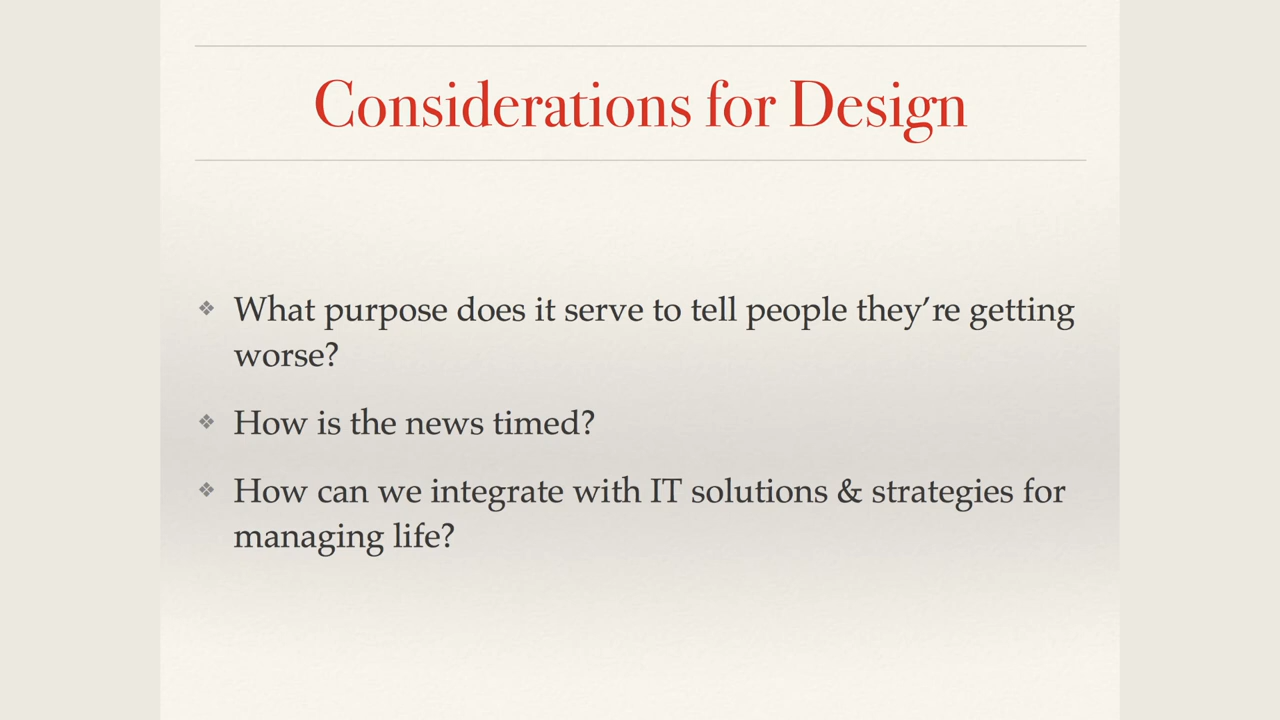 Considerations for Design
❖ What purpose does it serve to tell people they’re getting
worse?
❖ How is the news timed?
❖ How can we integrate with IT solutions & strategies for
managing life?